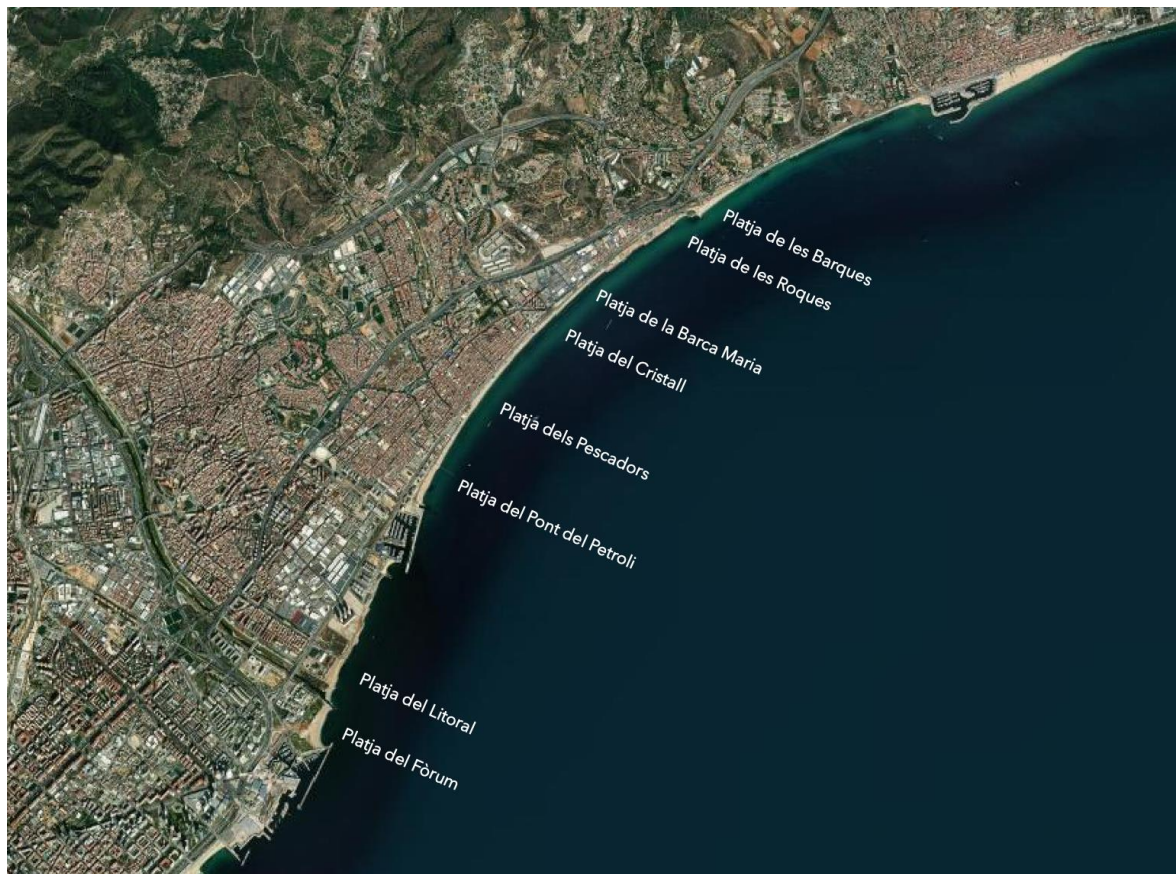 Platja de les Barques
Platja de les Roques
Platja de la Barca Maria
Platja del Cristall
Platja dels Pescadors
Platja del Pont del Petroli
Platja del Litoral
Platja del Fòrum